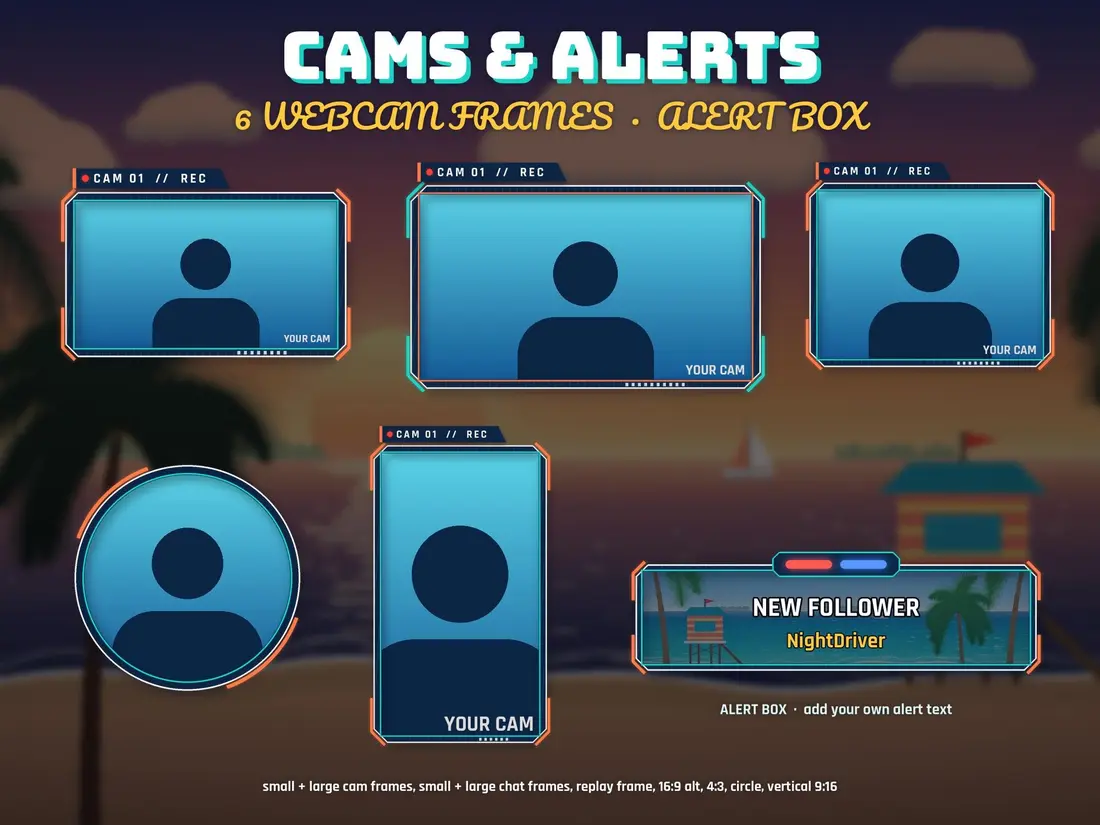 CAMS & ALERTS
6 WEBCAM FRAMES · ALERT BOX
CAM 01 // REC
CAM 01 // REC
CAM 01 // REC
YOUR CAM
YOUR CAM
YOUR CAM
CAM 01 // REC
YOUR CAM
NEW FOLLOWER
NightDriver
ALERT BOX · add your own alert text
small + large cam frames, small + large chat frames, replay frame, 16:9 alt, 4:3, circle, vertical 9:16